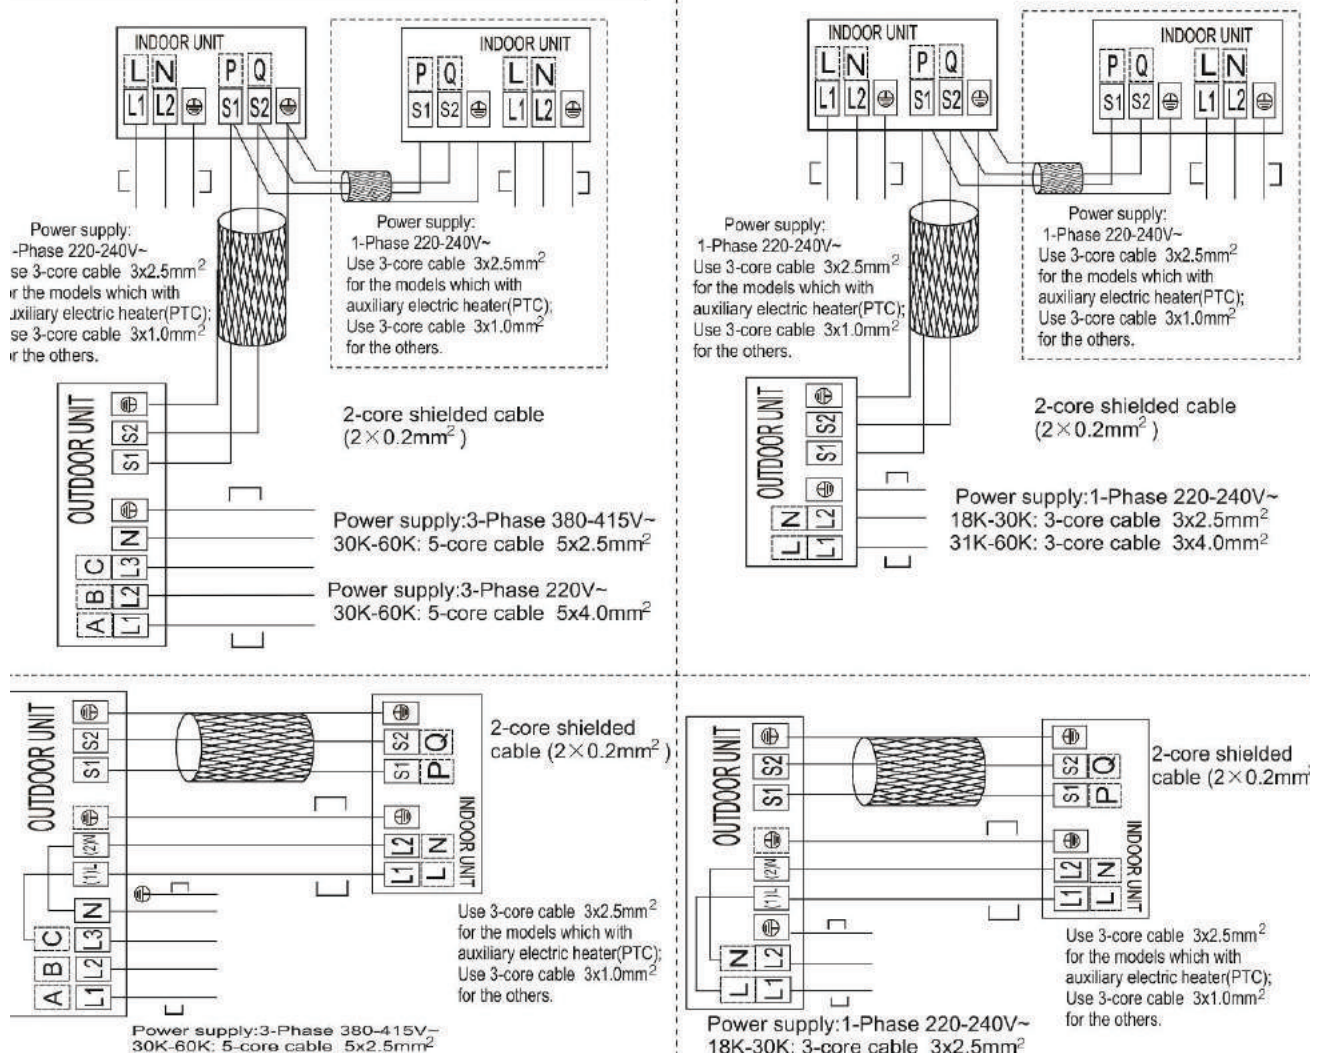 INDOOR UNIT
L N P Q
L1 L2 S1 S2
INDOOR UNIT
P Q L N
S1 S2 L1 L2
Power supply:
-Phase 220-240V~
se 3-core cable 3x2.5mm²
r the models which with
uxiliary electric heater(PTC);
se 3-core cable 3x1.0mm²
r the others.
Power supply:
1-Phase 220-240V~
Use 3-core cable 3x2.5mm²
for the models which with
auxiliary electric heater(PTC);
Use 3-core cable 3x1.0mm²
for the others.
OUTDOOR UNIT
S2
S1
N
C L3
B L2
A L1
2-core shielded cable
(2×0.2mm²)
Power supply:3-Phase 380-415V~
30K-60K: 5-core cable 5x2.5mm²
Power supply:3-Phase 220V~
30K-60K: 5-core cable 5x4.0mm²
INDOOR UNIT
L N P Q
L1 L2 S1 S2
INDOOR UNIT
P Q L N
S1 S2 L1 L2
Power supply:
1-Phase 220-240V~
Use 3-core cable 3x2.5mm²
for the models which with
auxiliary electric heater(PTC);
Use 3-core cable 3x1.0mm²
for the others.
Power supply:
1-Phase 220-240V~
Use 3-core cable 3x2.5mm²
for the models which with
auxiliary electric heater(PTC);
Use 3-core cable 3x1.0mm²
for the others.
OUTDOOR UNIT
S2
S1
N L2
L L1
2-core shielded cable
(2×0.2mm²)
Power supply:1-Phase 220-240V~
18K-30K: 3-core cable 3x2.5mm²
31K-60K: 3-core cable 3x4.0mm²
OUTDOOR UNIT
S2
S1
(2)N
(1)L
N
C L3
B L2
A L1
S2 Q
S1 P
L2 N
L1 L
INDOOR UNIT
2-core shielded
cable (2×0.2mm²)
Use 3-core cable 3x2.5mm²
for the models which with
auxiliary electric heater(PTC);
Use 3-core cable 3x1.0mm²
for the others.
Power supply:3-Phase 380-415V~
30K-60K: 5-core cable 5x2.5mm²
OUTDOOR UNIT
S2
S1
(2)N
(1)L
N L2
L L1
S2 Q
S1 P
L2 N
L1 L
INDOOR UNIT
2-core shielded
cable (2×0.2mm
Use 3-core cable 3x2.5mm²
for the models which with
auxiliary electric heater(PTC);
Use 3-core cable 3x1.0mm²
for the others.
Power supply:1-Phase 220-240V~
18K-30K: 3-core cable 3x2.5mm²